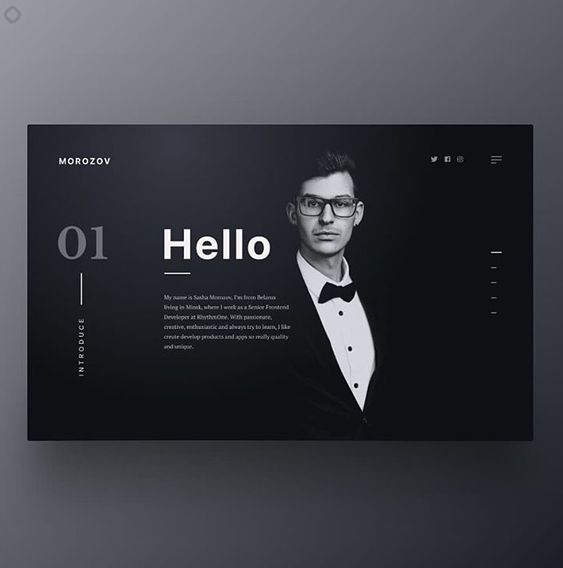 MOROZOV
01
Hello
INTRODUCE
My name is Sasha Morozov, I'm from Belarus
living in Minsk, where I work as a Senior Frontend
Developer at RhythmOne. With passionate,
creative, enthusiastic and always try to learn, I like
create develop products and apps so really quality
and unique.